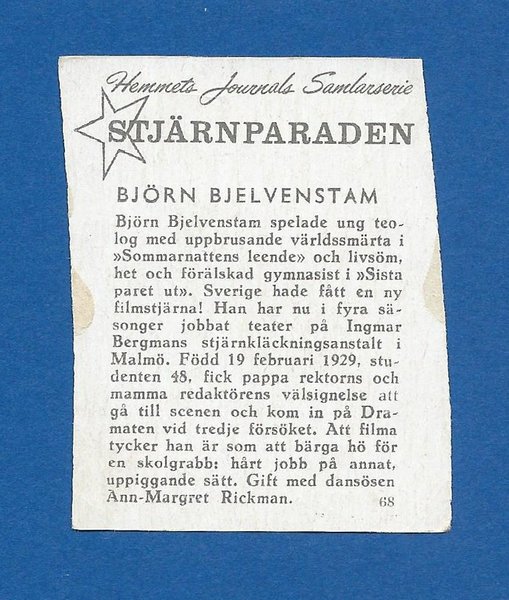 Hemmets Journals Samlarserie
STJÄRNPARADEN
BJÖRN BJELVENSTAM
Björn Bjelvenstam spelade ung teo-
log med uppbrusande världssmärta i
»Sommarnattens leende» och livsöm,
het och förälskad gymnasist i »Sista
paret ut». Sverige hade fått en ny
filmstjärna! Han har nu i fyra sä-
songer jobbat teater på Ingmar
Bergmans stjärnkläckningsanstalt i
Malmö. Född 19 februari 1929, stu-
denten 48, fick pappa rektorns och
mamma redaktörens välsignelse att
gå till scenen och kom in på Dra-
maten vid tredje försöket. Att filma
tycker han är som att bärga hö för
en skolgrabb: hårt jobb på annat,
uppiggande sätt. Gift med dansösen
Ann-Margret Rickman.
68